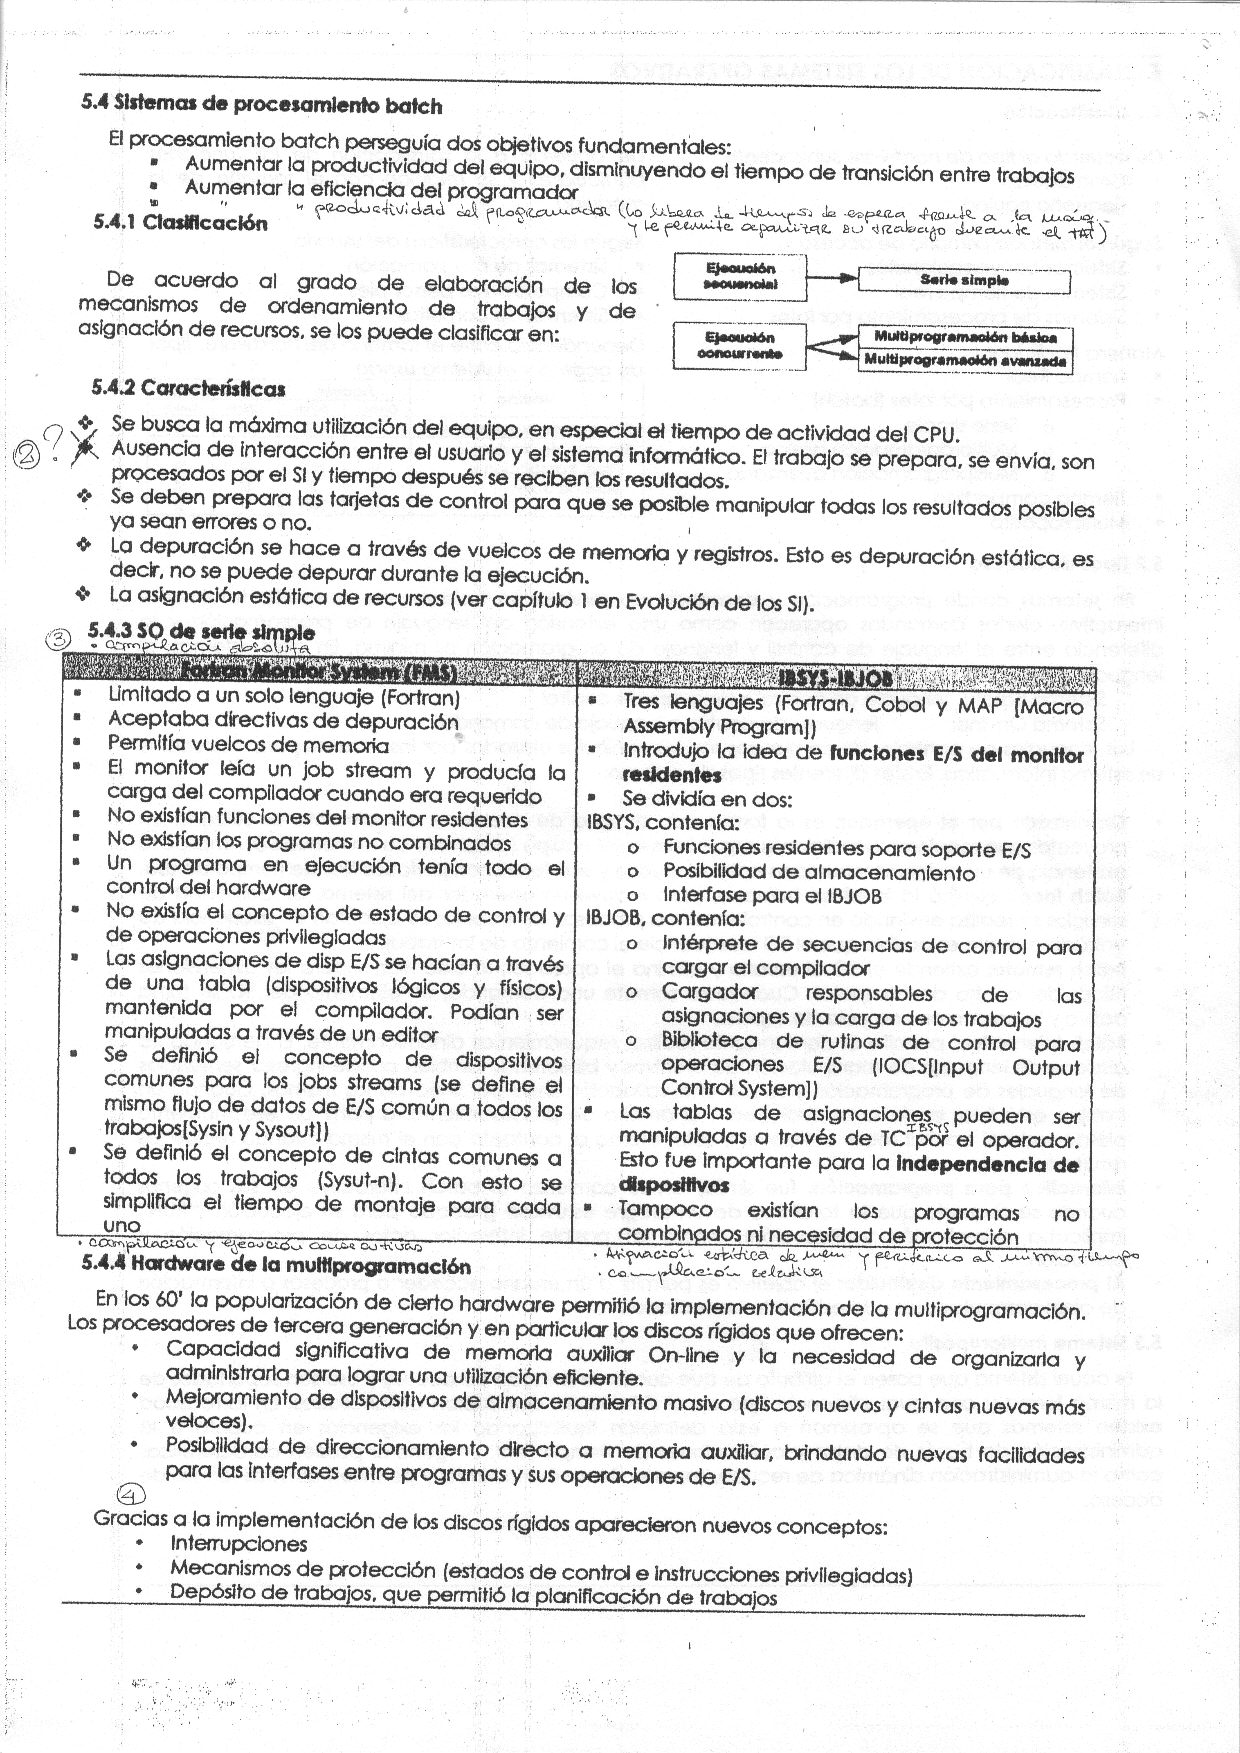 5.4 Sistemas de procesamiento batch
El procesamiento batch perseguía dos objetivos fundamentales:
▪ Aumentar la productividad del equipo, disminuyendo el tiempo de transición entre trabajos
▪ Aumentar la eficiencia del programador
" " " productividad del programador (lo libera de tiempos de espera frente a la máq.
y le permite organizar su trabajo durante el TAT)
5.4.1 Clasificación
De acuerdo al grado de elaboración de los
mecanismos de ordenamiento de trabajos y de
asignación de recursos, se los puede clasificar en:
Ejecución
secuencial
Serie simple
Ejecución
concurrente
Multiprogramación básica
Multiprogramación avanzada
5.4.2 Características
❖ Se busca la máxima utilización del equipo, en especial el tiempo de actividad del CPU.
② ? Ausencia de interacción entre el usuario y el sistema informático. El trabajo se prepara, se envía, son
procesados por el SI y tiempo después se reciben los resultados.
❖ Se deben prepara las tarjetas de control para que se posible manipular todas los resultados posibles
ya sean errores o no.
❖ La depuración se hace a través de vuelcos de memoria y registros. Esto es depuración estática, es
decir, no se puede depurar durante la ejecución.
❖ La asignación estática de recursos (ver capítulo 1 en Evolución de los SI).
③ 5.4.3 SO de serie simple
• compilación absoluta
Fortran Monitor System (FMS)
▪ Limitado a un solo lenguaje (Fortran)
▪ Aceptaba directivas de depuración
▪ Permitía vuelcos de memoria
▪ El monitor leía un job stream y producía la
carga del compilador cuando era requerido
▪ No existían funciones del monitor residentes
▪ No existían los programas no combinados
▪ Un programa en ejecución tenía todo el
control del hardware
▪ No existía el concepto de estado de control y
de operaciones privilegiadas
▪ Las asignaciones de disp E/S se hacían a través
de una tabla (dispositivos lógicos y físicos)
mantenida por el compilador. Podían ser
manipuladas a través de un editor
▪ Se definió el concepto de dispositivos
comunes para los jobs streams (se define el
mismo flujo de datos de E/S común a todos los
trabajos[Sysin y Sysout])
▪ Se definió el concepto de cintas comunes a
todos los trabajos (Sysut-n). Con esto se
simplifica el tiempo de montaje para cada
uno
• compilación y ejecución consecutivas
IBSYS-IBJOB
▪ Tres lenguajes (Fortran, Cobol y MAP [Macro
Assembly Program])
▪ Introdujo la idea de funciones E/S del monitor
residentes
▪ Se dividía en dos:
IBSYS, contenía:
o Funciones residentes para soporte E/S
o Posibilidad de almacenamiento
o Interfase para el IBJOB
IBJOB, contenía:
o Intérprete de secuencias de control para
cargar el compilador
o Cargador responsables de las
asignaciones y la carga de los trabajos
o Biblioteca de rutinas de control para
operaciones E/S (IOCS[Input Output
Control System])
▪ Las tablas de asignaciones pueden ser
IBSYS
manipuladas a través de TC por el operador.
Esto fue importante para la independencia de
dispositivos
▪ Tampoco existían los programas no
combinados ni necesidad de protección
• Asignación estática de mem y periférico al mismo tiempo
• compilación relativa
5.4.4 Hardware de la multiprogramación
En los 60' la popularización de cierto hardware permitió la implementación de la multiprogramación.
Los procesadores de tercera generación y en particular los discos rígidos que ofrecen:
• Capacidad significativa de memoria auxiliar On-line y la necesidad de organizarla y
administrarla para lograr una utilización eficiente.
• Mejoramiento de dispositivos de almacenamiento masivo (discos nuevos y cintas nuevas más
veloces).
• Posibilidad de direccionamiento directo a memoria auxiliar, brindando nuevas facilidades
para las interfases entre programas y sus operaciones de E/S.
④
Gracias a la implementación de los discos rígidos aparecieron nuevos conceptos:
• Interrupciones
• Mecanismos de protección (estados de control e instrucciones privilegiadas)
• Depósito de trabajos, que permitió la planificación de trabajos